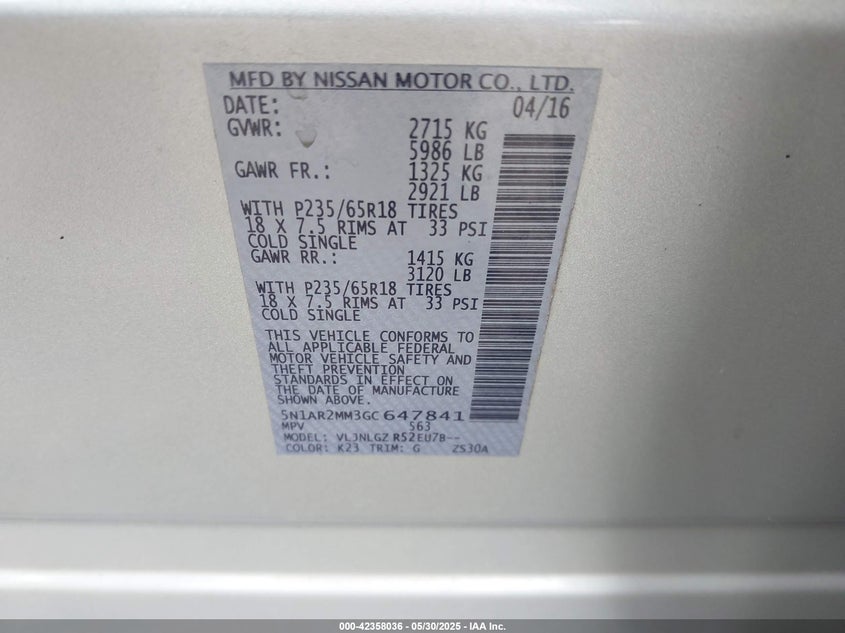 MFD BY NISSAN MOTOR CO., LTD.
DATE: 04/16
GVWR: 2715 KG
5986 LB
GAWR FR.: 1325 KG
2921 LB
WITH P235/65R18 TIRES
18 X 7.5 RIMS AT 33 PSI
COLD SINGLE
GAWR RR.: 1415 KG
3120 LB
WITH P235/65R18 TIRES
18 X 7.5 RIMS AT 33 PSI
COLD SINGLE
THIS VEHICLE CONFORMS TO
ALL APPLICABLE FEDERAL
MOTOR VEHICLE SAFETY AND
THEFT PREVENTION
STANDARDS IN EFFECT ON
THE DATE OF MANUFACTURE
SHOWN ABOVE.
5N1AR2MM3GC647841
MPV 563
MODEL: VLJNLGZ R52EU7B--
COLOR: K23 TRIM: G ZS30A
000-42358036 - 05/30/2025 - IAA Inc.